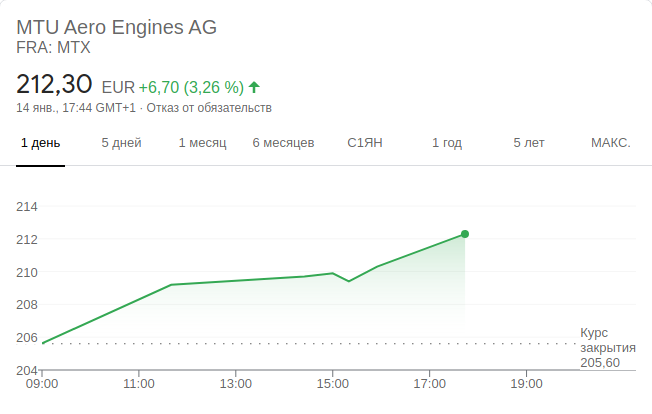 MTU Aero Engines AG
FRA: MTX
212,30 EUR +6,70 (3,26 %)
14 янв., 17:44 GMT+1 · Отказ от обязательств
1 день 5 дней 1 месяц 6 месяцев С1ЯН 1 год 5 лет МАКС.
214
212
210
208
206
204
Курс
закрытия
205,60
09:00 11:00 13:00 15:00 17:00 19:00